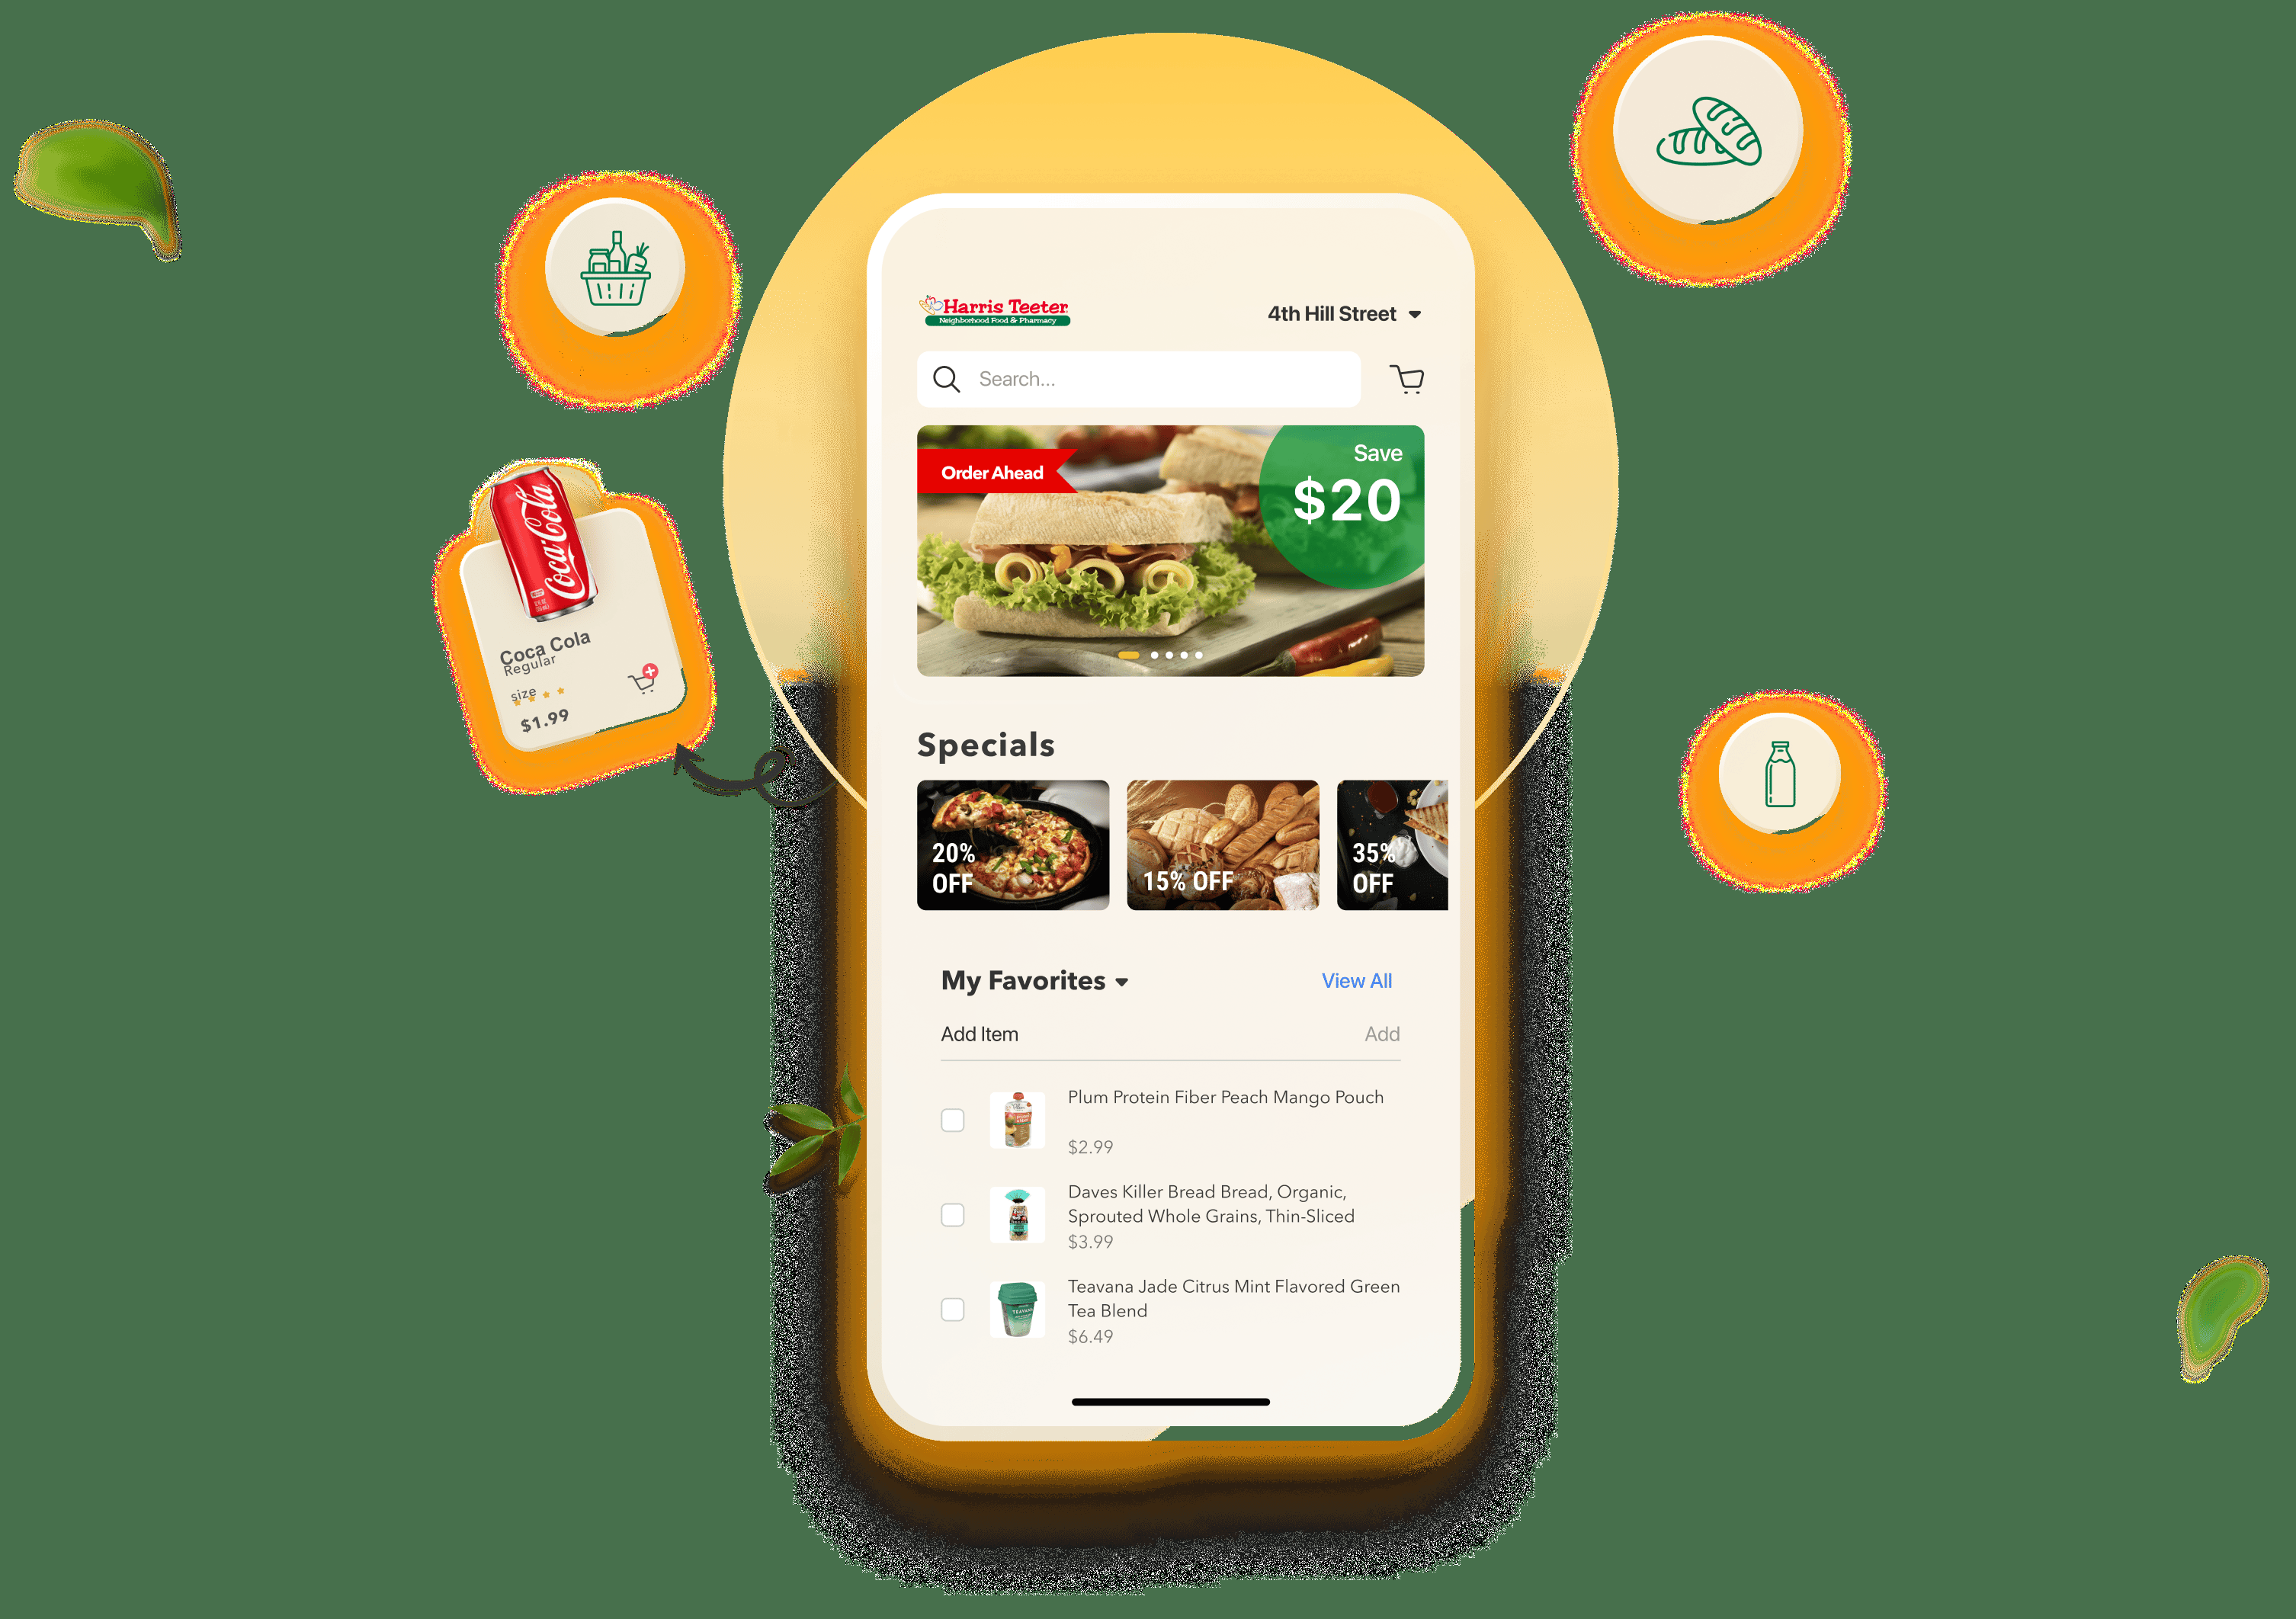 Harris Teeter
Neighborhood Food & Pharmacy
4th Hill Street
Search...
Order Ahead
Save
$20
Coca-Cola
Coca Cola
Regular
size
$1.99
Specials
20%
OFF
15% OFF
35%
OFF
My Favorites
View All
Add Item
Add
Plum Protein Fiber Peach Mango Pouch
$2.99
Daves Killer Bread Bread, Organic,
Sprouted Whole Grains, Thin-Sliced
$3.99
Teavana Jade Citrus Mint Flavored Green
Tea Blend
$6.49
TEAVANA